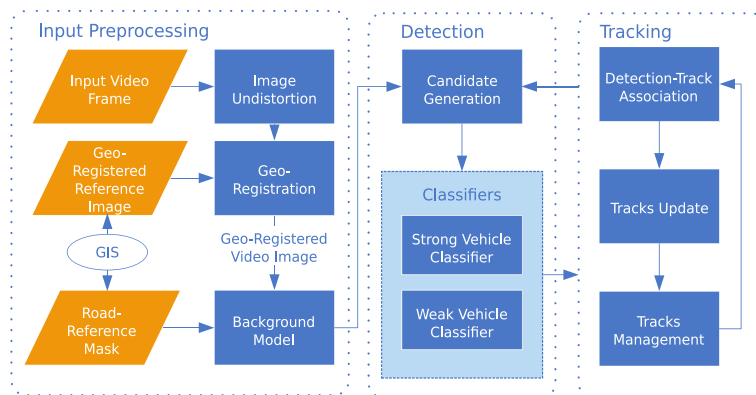 Input Preprocessing
Input Video
Frame
Image
Undistortion
Geo-
Registered
Reference
Image
Geo-
Registration
GIS
Geo-Registered
Video Image
Road-
Reference
Mask
Background
Model
Detection
Candidate
Generation
Classifiers
Strong Vehicle
Classifier
Weak Vehicle
Classifier
Tracking
Detection-Track
Association
Tracks Update
Tracks
Management